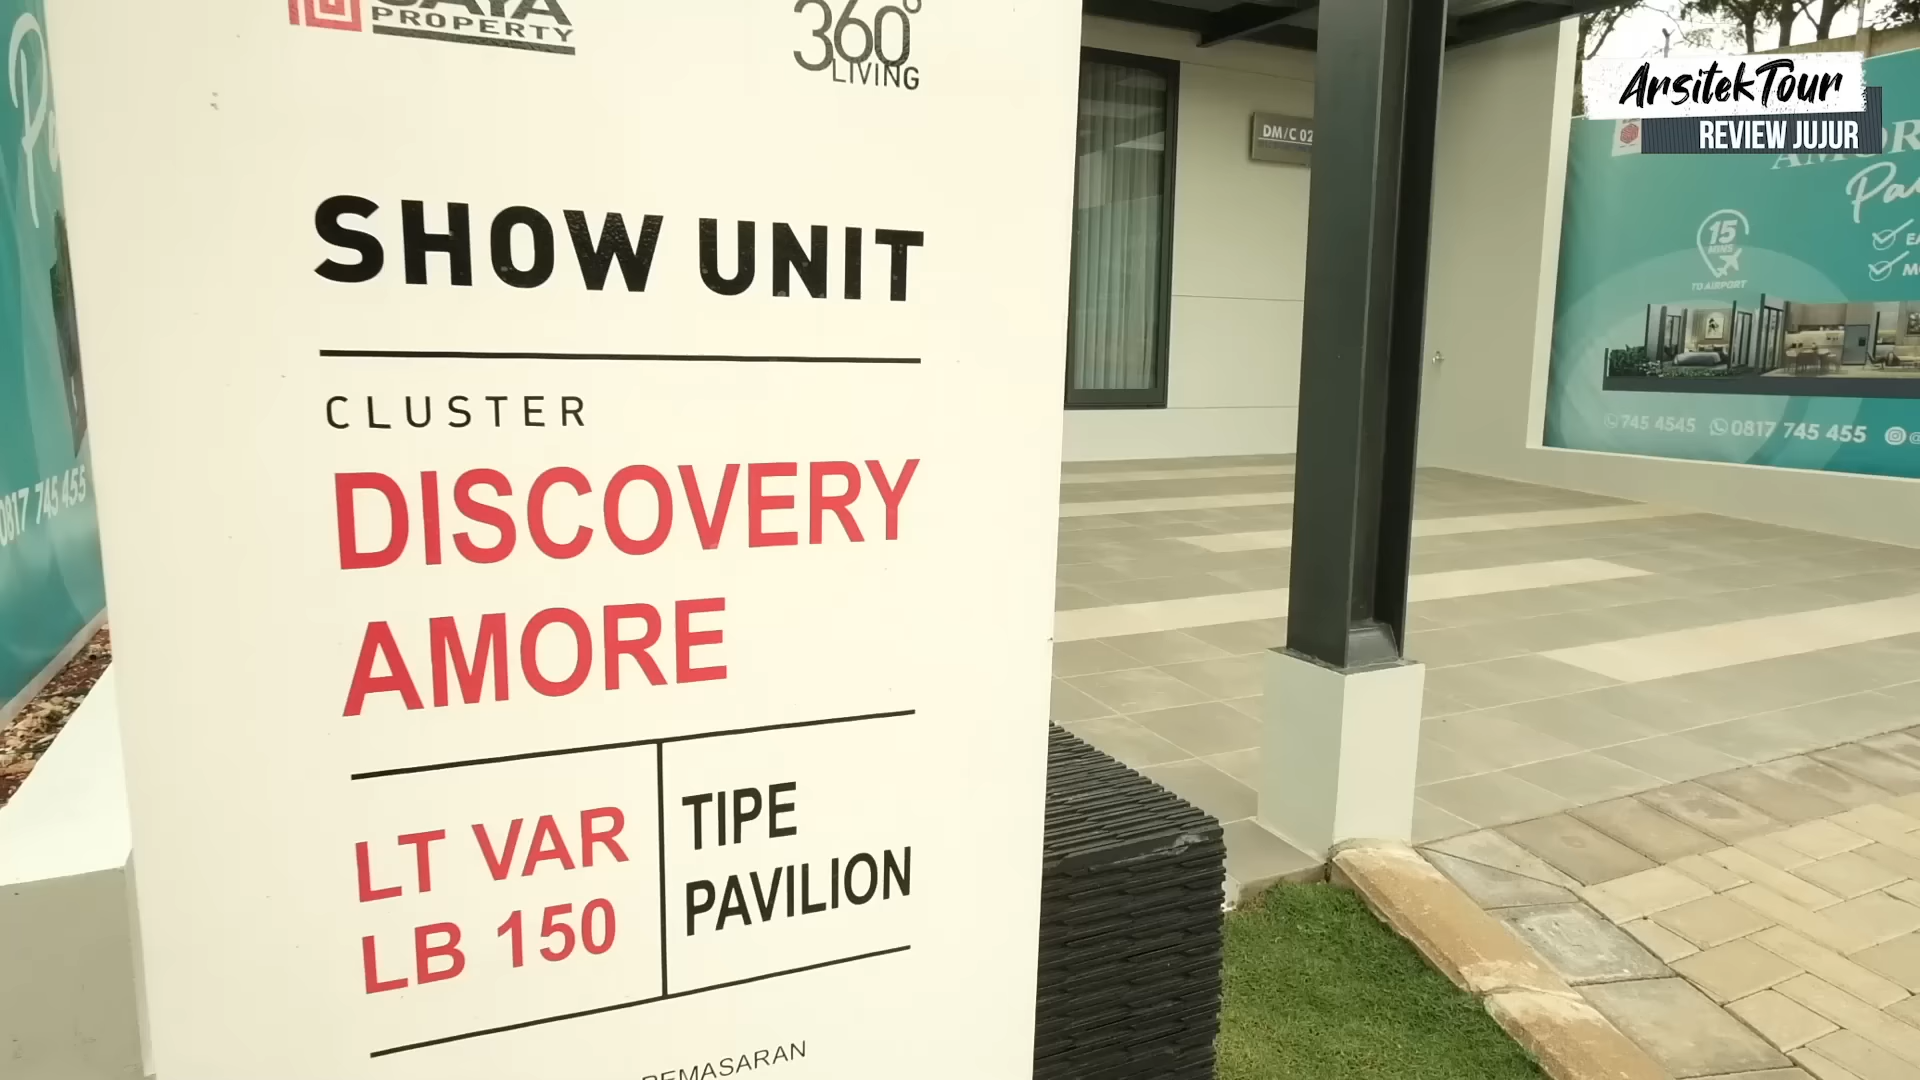 PROPERTY
360°
LIVING
SHOW UNIT
CLUSTER
DISCOVERY
AMORE
LT VAR
LB 150
TIPE
PAVILION
DM/C 02
ArsitekTour
REVIEW JUJUR
15
MINS
TO AIRPORT
745 4545
0817 745 455
0817 745 455